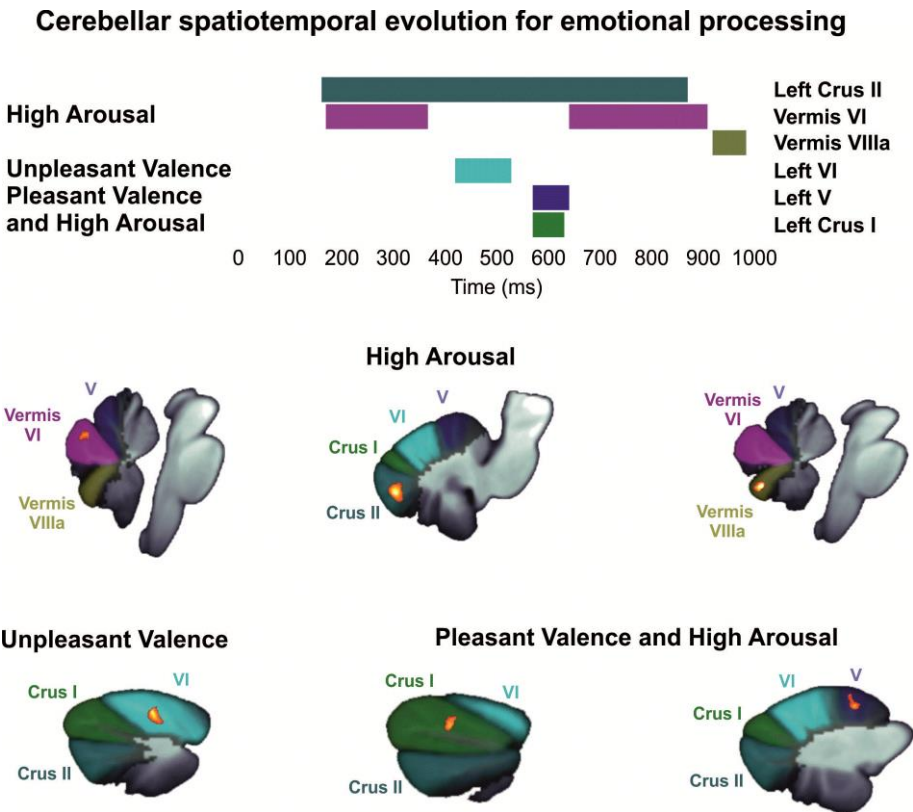 Cerebellar spatiotemporal evolution for emotional processing
Left Crus II
High Arousal
Vermis VI
Vermis VIIIa
Unpleasant Valence
Left VI
Pleasant Valence
Left V
and High Arousal
Left Crus I
0 100 200 300 400 500 600 700 800 900 1000
Time (ms)
High Arousal
V
Vermis
VI
Vermis
VIIIa
V
VI
Crus I
Crus II
V
Vermis
VI
Vermis
VIIIa
Unpleasant Valence
Pleasant Valence and High Arousal
VI
Crus I
Crus II
Crus I
VI
Crus II
V
VI
Crus I
Crus II